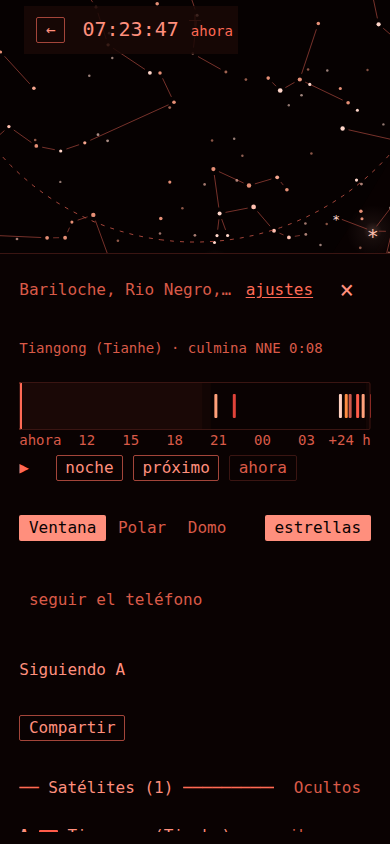 ← 07:23:47 ahora
Bariloche, Rio Negro,… ajustes ×
Tiangong (Tianhe) · culmina NNE 0:08
ahora 12 15 18 21 00 03 +24 h
▶ noche próximo ahora
Ventana Polar Domo estrellas
seguir el teléfono
Siguiendo A
Compartir
Satélites (1) Ocultos